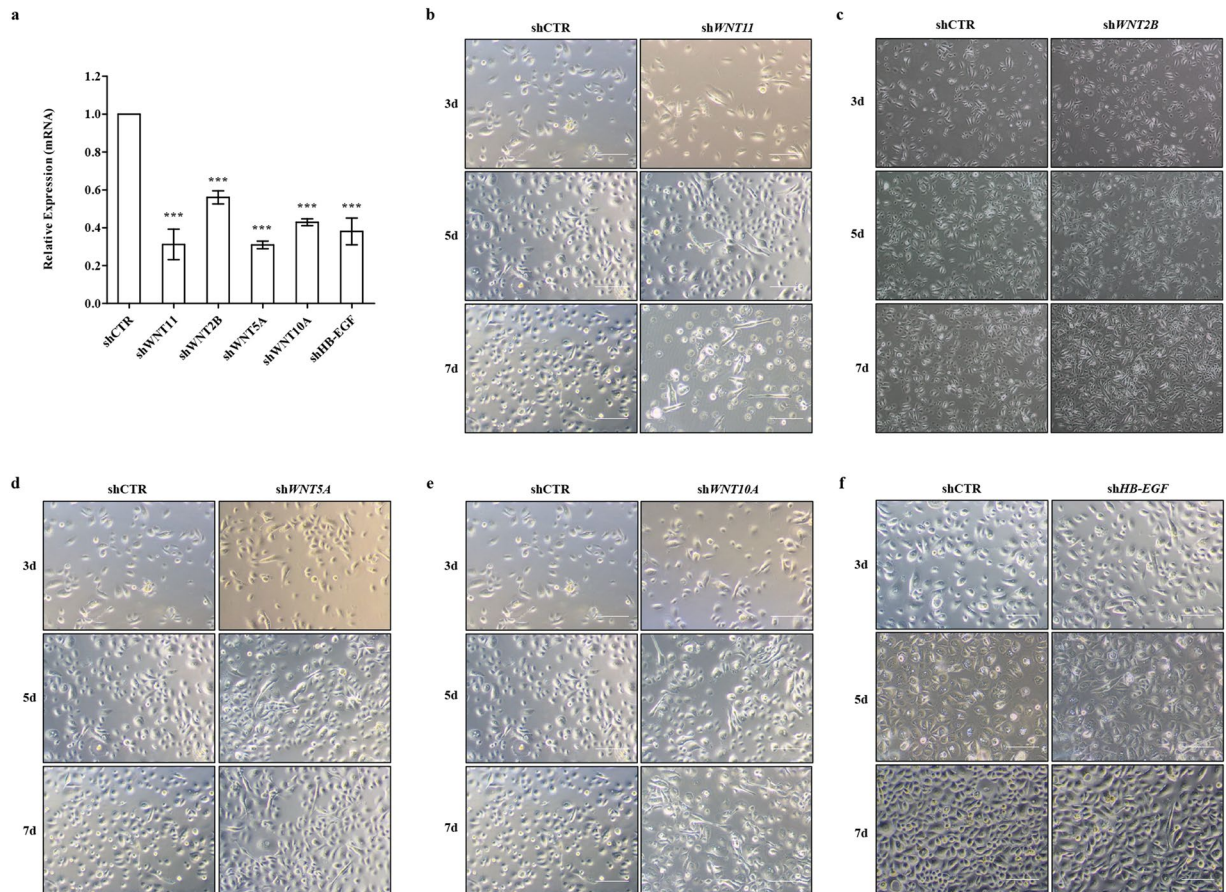 a
Relative Expression (mRNA)
1.2
1.0
0.8
0.6
0.4
0.2
0.0
***
***
***
***
***
shCTR
shWNT11
shWNT2B
shWNT5A
shWNT10A
shHB-EGF
b
shCTR
shWNT11
3d
5d
7d
c
shCTR
shWNT2B
3d
5d
7d
d
shCTR
shWNT5A
3d
5d
7d
e
shCTR
shWNT10A
3d
5d
7d
f
shCTR
shHB-EGF
3d
5d
7d